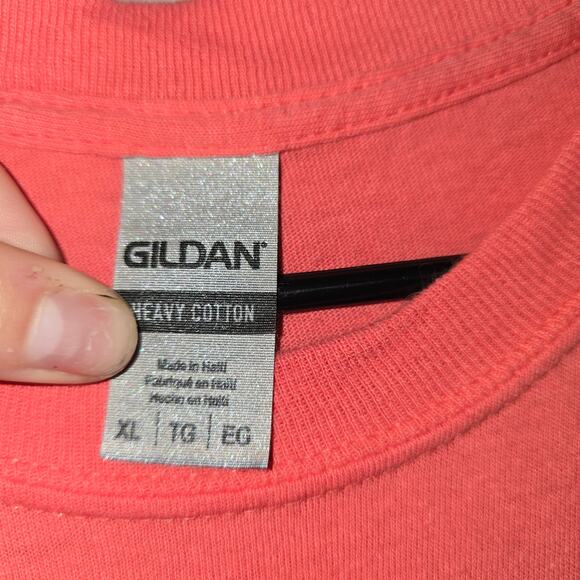 GILDAN®
HEAVY COTTON
Made in Haiti
Fabriqué en Haïti
Hecho en Haití
XL | TG | EG